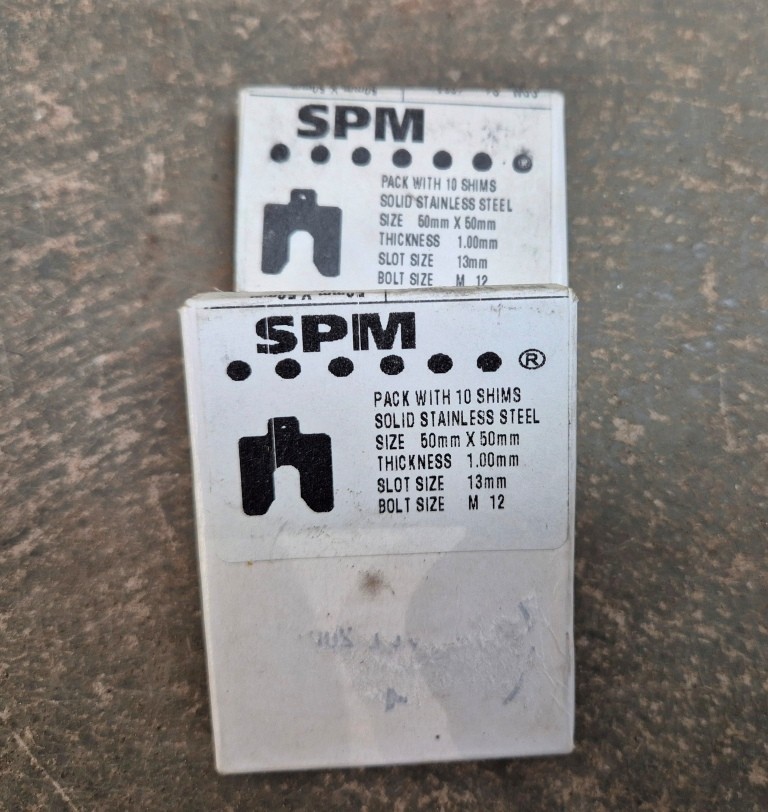 SPM
®
PACK WITH 10 SHIMS
SOLID STAINLESS STEEL
SIZE 50mm X 50mm
THICKNESS 1.00mm
SLOT SIZE 13mm
BOLT SIZE M 12
SPM
®
PACK WITH 10 SHIMS
SOLID STAINLESS STEEL
SIZE 50mm X 50mm
THICKNESS 1.00mm
SLOT SIZE 13mm
BOLT SIZE M 12